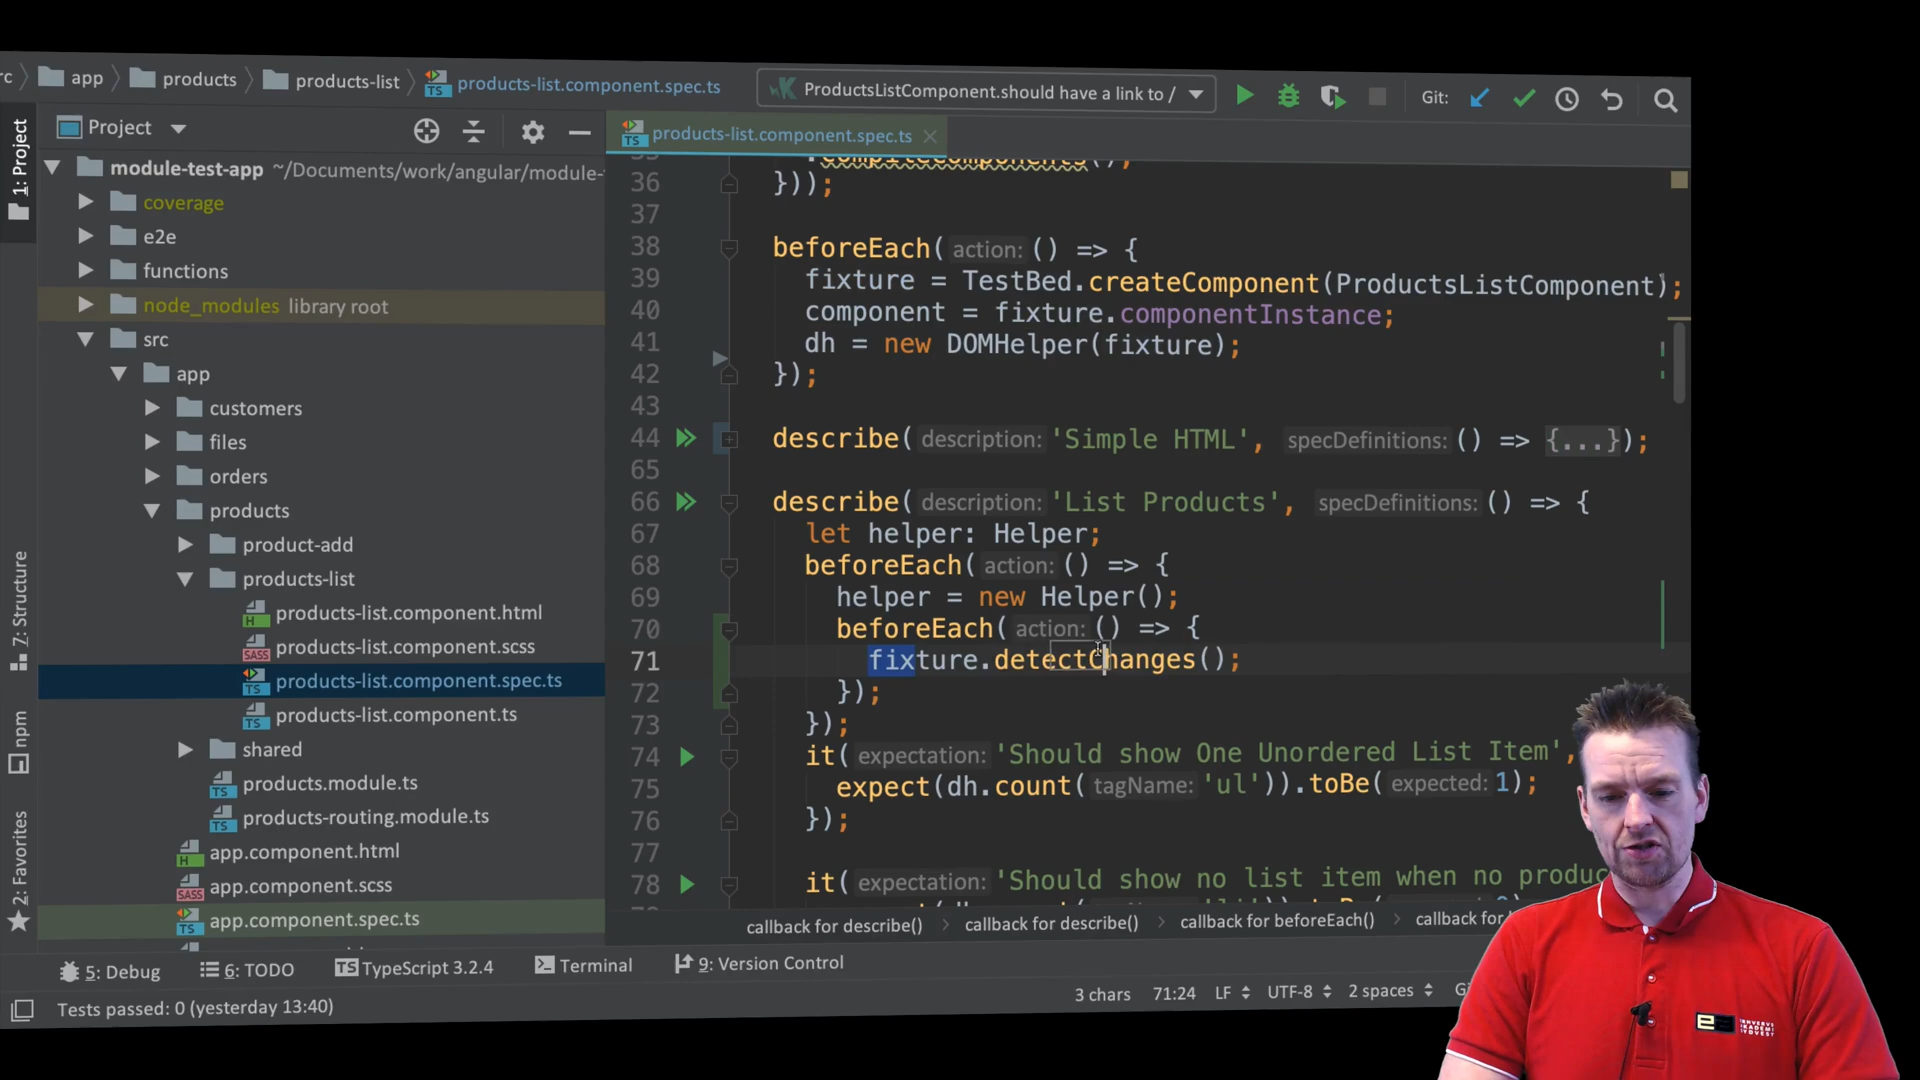 rc app products products-list products-list.component.spec.ts ProductsListComponent.should have a link to / Git:
1: Project
Project
products-list.component.spec.ts
module-test-app ~/Documents/work/angular/module-
coverage
e2e
functions
node_modules library root
src
app
customers
files
orders
products
product-add
products-list
products-list.component.html
products-list.component.scss
products-list.component.spec.ts
products-list.component.ts
shared
products.module.ts
products-routing.module.ts
app.component.html
app.component.scss
app.component.spec.ts
7: Structure
npm
2: Favorites
.compileComponents();
36 }));
37
38 beforeEach( action: () => {
39 fixture = TestBed.createComponent(ProductsListComponent);
40 component = fixture.componentInstance;
41 dh = new DOMHelper(fixture);
42 });
43
44 describe( description: 'Simple HTML', specDefinitions: () => {...});
65
66 describe( description: 'List Products', specDefinitions: () => {
67 let helper: Helper;
68 beforeEach( action: () => {
69 helper = new Helper();
70 beforeEach( action: () => {
71 fixture.detectChanges();
72 });
73 });
74 it( expectation: 'Should show One Unordered List Item',
75 expect(dh.count( tagName: 'ul')).toBe( expected: 1);
76 });
77
78 it( expectation: 'Should show no list item when no produc
callback for describe() callback for describe() callback for beforeEach() callback for
5: Debug 6: TODO TypeScript 3.2.4 Terminal 9: Version Control
Tests passed: 0 (yesterday 13:40) 3 chars 71:24 LF UTF-8 2 spaces